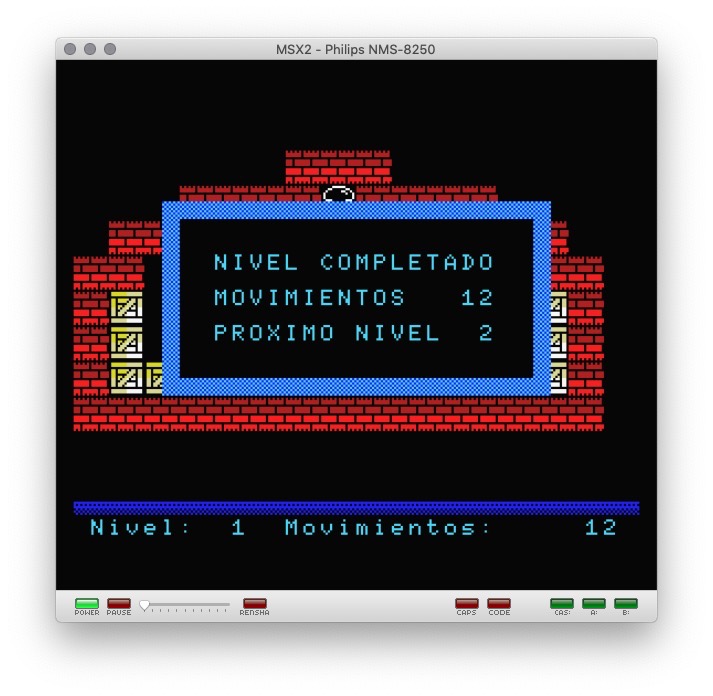 MSX2 - Philips NMS-8250
NIVEL COMPLETADO
MOVIMIENTOS 12
PROXIMO NIVEL 2
Nivel: 1 Movimientos: 12
POWER PAUSE RENSHA CAPS CODE CAS: A: B: